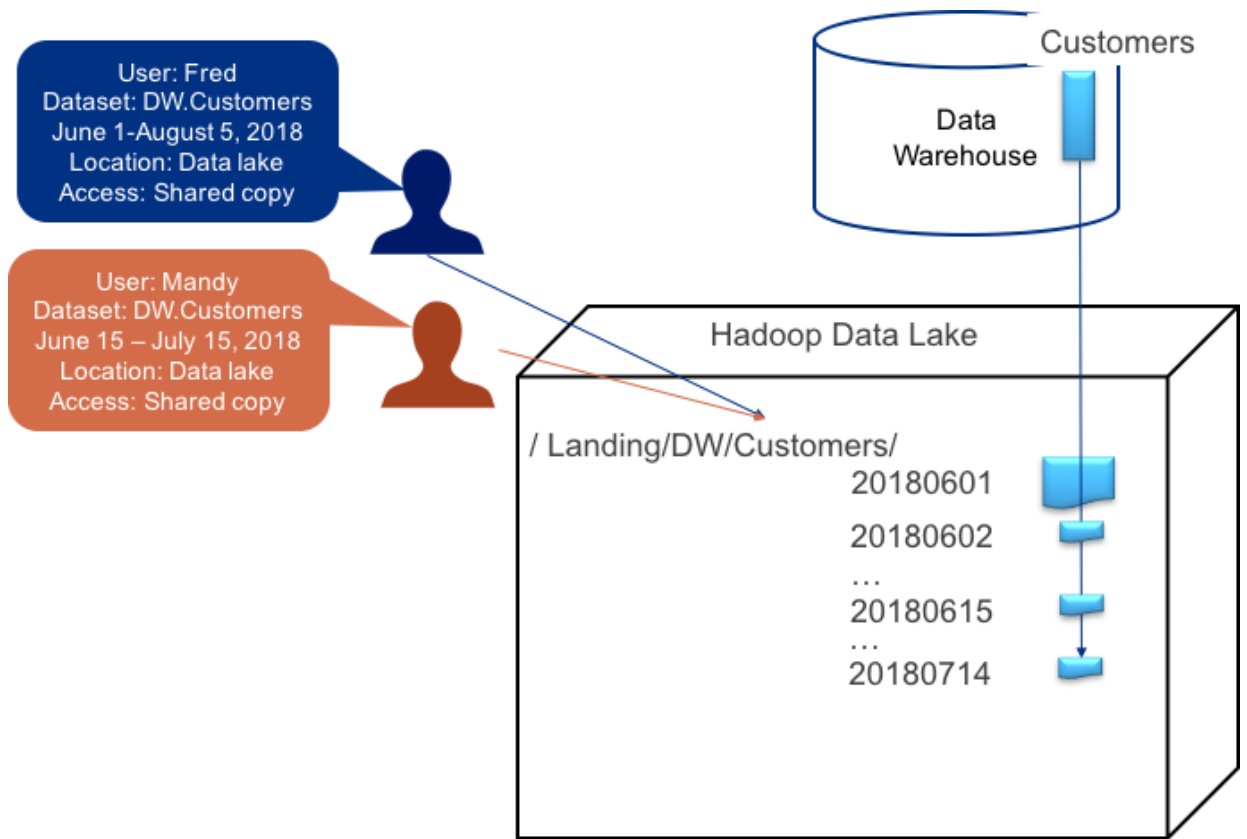 User: Fred
Dataset: DW.Customers
June 1-August 5, 2018
Location: Data lake
Access: Shared copy
User: Mandy
Dataset: DW.Customers
June 15 – July 15, 2018
Location: Data lake
Access: Shared copy
Customers
Data
Warehouse
Hadoop Data Lake
/ Landing/DW/Customers/
20180601
20180602
…
20180615
…
20180714